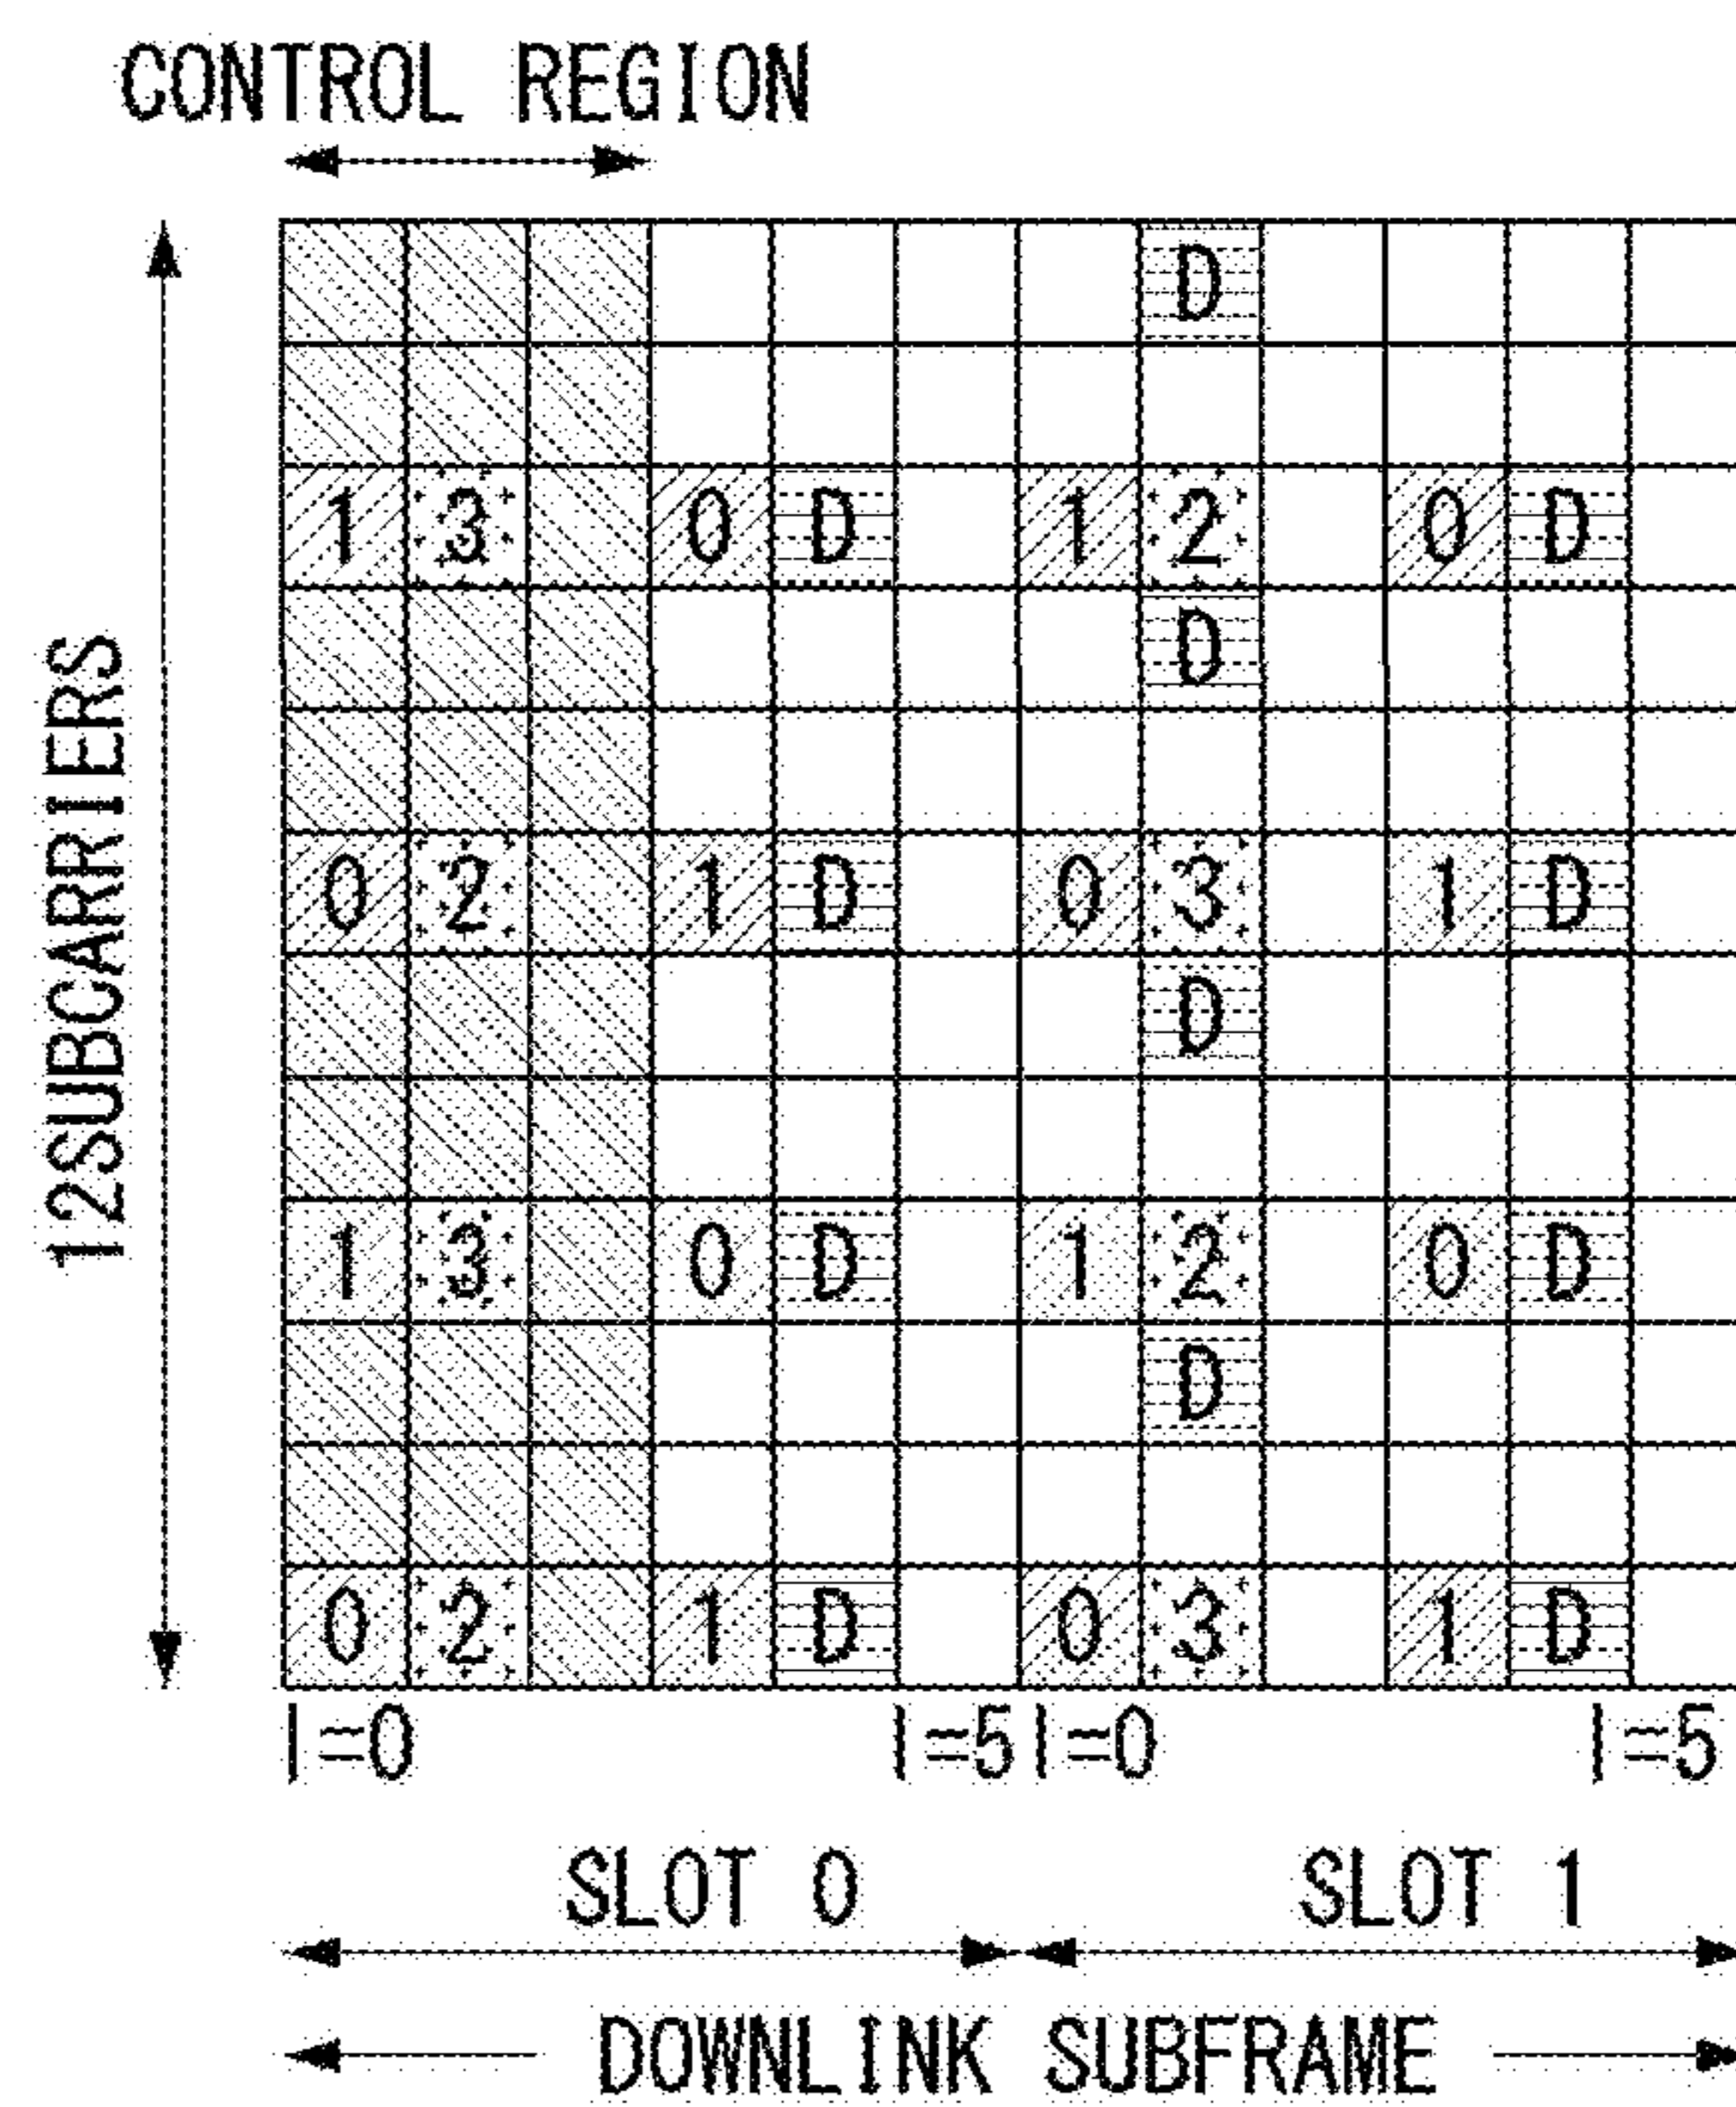 CONTROL REGION
D
1 3 0 D 1 2 0 D
D
0 2 1 D 0 3 1 D
D
1 3 0 D 1 2 0 D
D
0 2 1 D 0 3 1 D
12SUBCARRIERS
l=0 l=5 l=0 l=5
SLOT 0 SLOT 1
DOWNLINK SUBFRAME